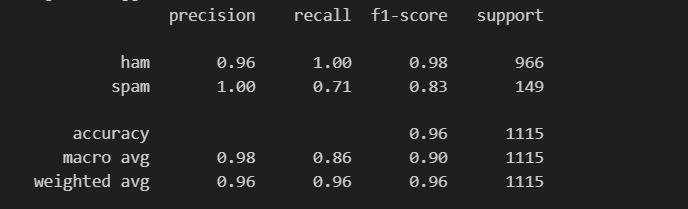 precision recall f1-score support
ham 0.96 1.00 0.98 966
spam 1.00 0.71 0.83 149
accuracy 0.96 1115
macro avg 0.98 0.86 0.90 1115
weighted avg 0.96 0.96 0.96 1115